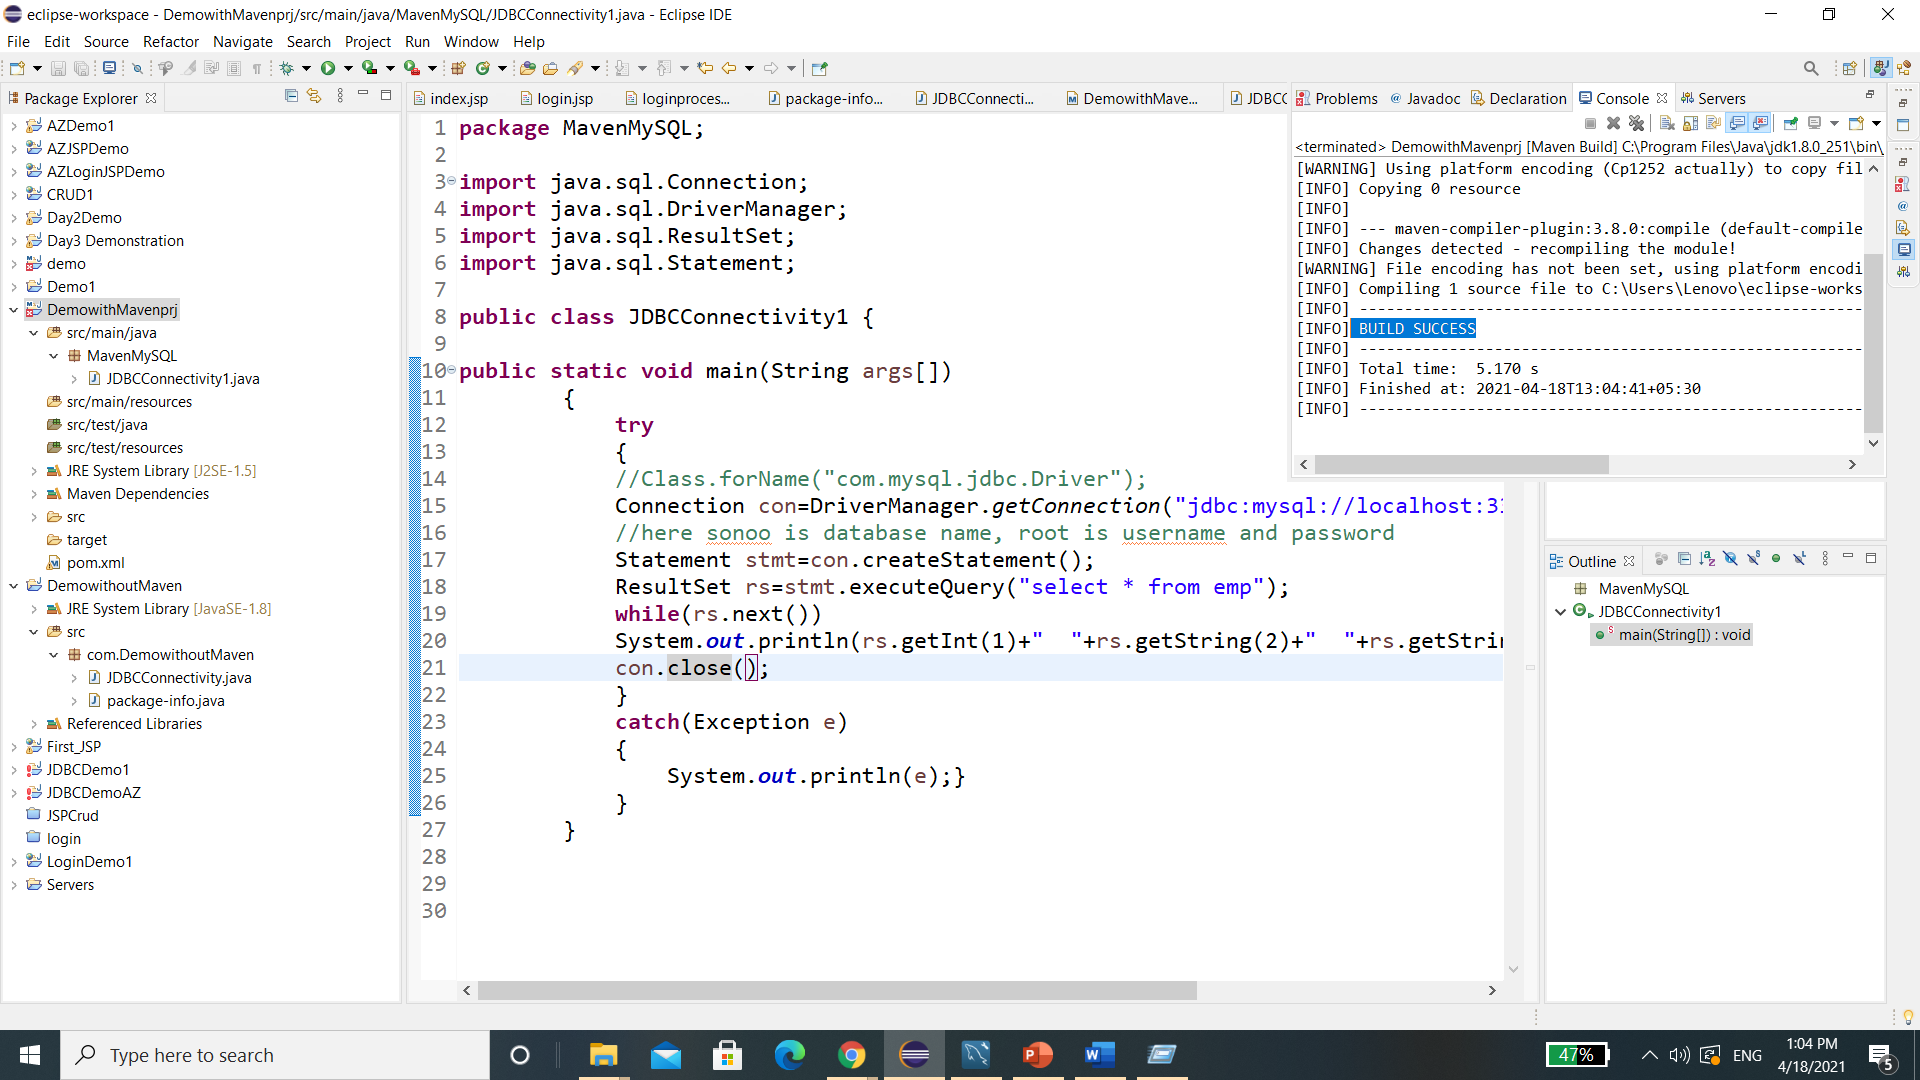 eclipse-workspace - DemowithMavenprj/src/main/java/MavenMySQL/JDBCConnectivity1.java - Eclipse IDE
File Edit Source Refactor Navigate Search Project Run Window Help
Package Explorer
AZDemo1
AZJSPDemo
AZLoginJSPDemo
CRUD1
Day2Demo
Day3 Demonstration
demo
Demo1
DemowithMavenprj
src/main/java
MavenMySQL
JDBCConnectivity1.java
src/main/resources
src/test/java
src/test/resources
JRE System Library [J2SE-1.5]
Maven Dependencies
src
target
pom.xml
DemowithoutMaven
JRE System Library [JavaSE-1.8]
src
com.DemowithoutMaven
JDBCConnectivity.java
package-info.java
Referenced Libraries
First_JSP
JDBCDemo1
JDBCDemoAZ
JSPCrud
login
LoginDemo1
Servers
index.jsp login.jsp loginproces... package-info... JDBCConnecti... DemowithMave... JDBC
1 package MavenMySQL;
2
3 import java.sql.Connection;
4 import java.sql.DriverManager;
5 import java.sql.ResultSet;
6 import java.sql.Statement;
7
8 public class JDBCConnectivity1 {
9
10 public static void main(String args[])
11 {
12 try
13 {
14 //Class.forName("com.mysql.jdbc.Driver");
15 Connection con=DriverManager.getConnection("jdbc:mysql://localhost:33
16 //here sonoo is database name, root is username and password
17 Statement stmt=con.createStatement();
18 ResultSet rs=stmt.executeQuery("select * from emp");
19 while(rs.next())
20 System.out.println(rs.getInt(1)+"  "+rs.getString(2)+"  "+rs.getStrin
21 con.close();
22 }
23 catch(Exception e)
24 {
25 System.out.println(e);}
26 }
27 }
28
29
30
Problems Javadoc Declaration Console Servers
<terminated> DemowithMavenprj [Maven Build] C:\Program Files\Java\jdk1.8.0_251\bin\
[WARNING] Using platform encoding (Cp1252 actually) to copy fil
[INFO] Copying 0 resource
[INFO]
[INFO] --- maven-compiler-plugin:3.8.0:compile (default-compile
[INFO] Changes detected - recompiling the module!
[WARNING] File encoding has not been set, using platform encodi
[INFO] Compiling 1 source file to C:\Users\Lenovo\eclipse-works
[INFO] ----------------------------------------------------------------
[INFO] BUILD SUCCESS
[INFO] ----------------------------------------------------------------
[INFO] Total time:  5.170 s
[INFO] Finished at: 2021-04-18T13:04:41+05:30
[INFO] ----------------------------------------------------------------
Outline
MavenMySQL
JDBCConnectivity1
main(String[]) : void
Type here to search
47%
ENG
1:04 PM
4/18/2021
5